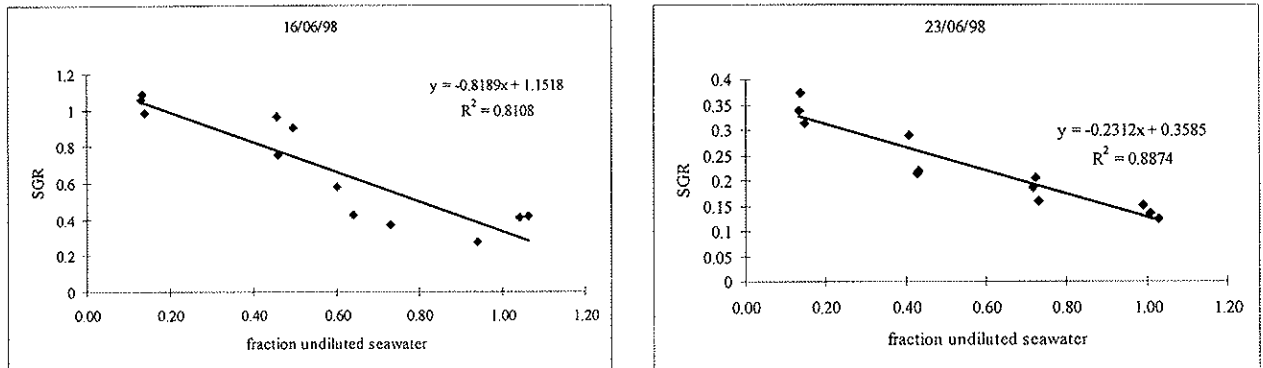 16/06/98
y = -0.8189x + 1.1518
R² = 0.8108
SGR
1.2
1
0.8
0.6
0.4
0.2
0
0.00 0.20 0.40 0.60 0.80 1.00 1.20
fraction undiluted seawater
23/06/98
y = -0.2312x + 0.3585
R² = 0.8874
SGR
0.4
0.35
0.3
0.25
0.2
0.15
0.1
0.05
0
0.00 0.20 0.40 0.60 0.80 1.00 1.20
fraction undiluted seawater